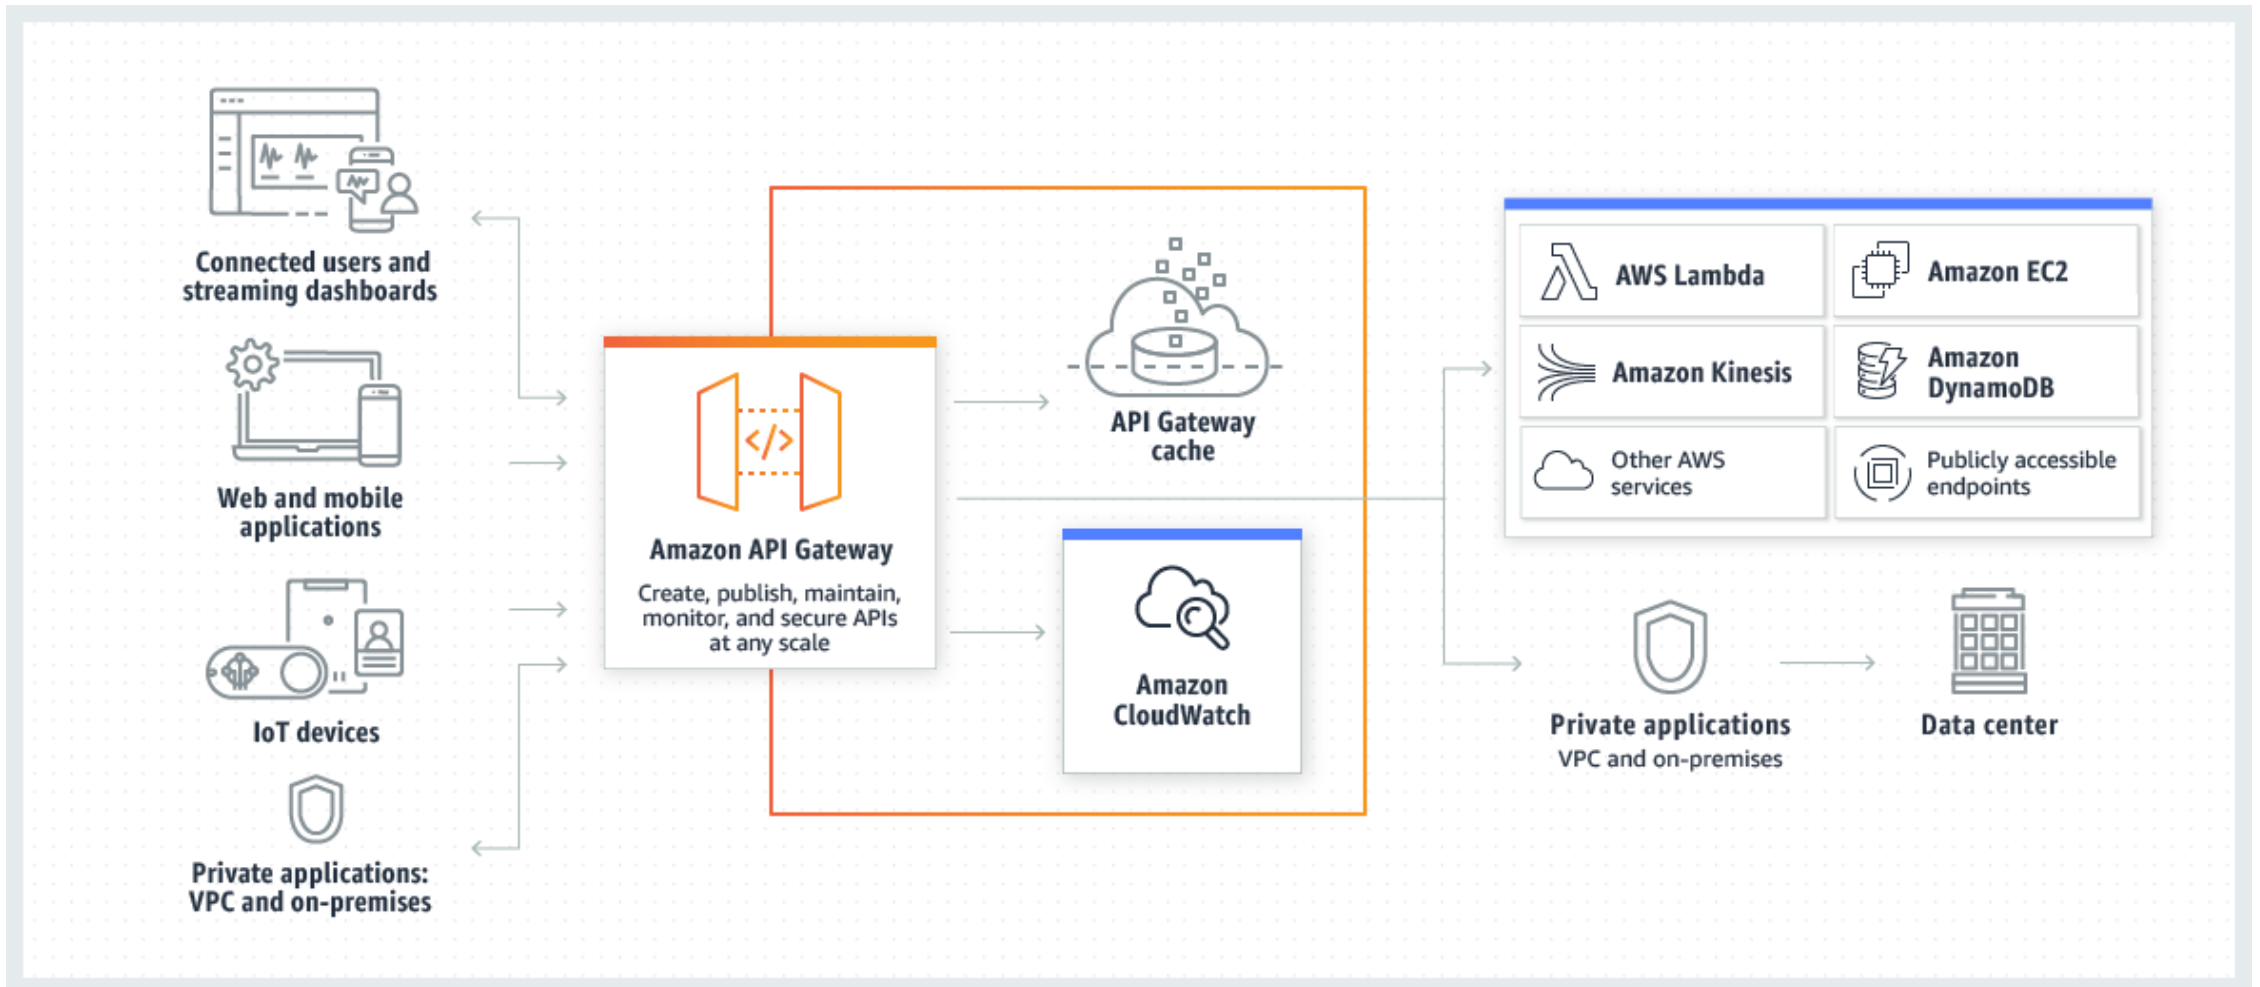 Connected users and
streaming dashboards
Web and mobile
applications
IoT devices
Private applications:
VPC and on-premises
</>
Amazon API Gateway
Create, publish, maintain,
monitor, and secure APIs
at any scale
API Gateway
cache
Amazon
CloudWatch
AWS Lambda
Amazon EC2
Amazon Kinesis
Amazon
DynamoDB
Other AWS
services
Publicly accessible
endpoints
Private applications
VPC and on-premises
Data center